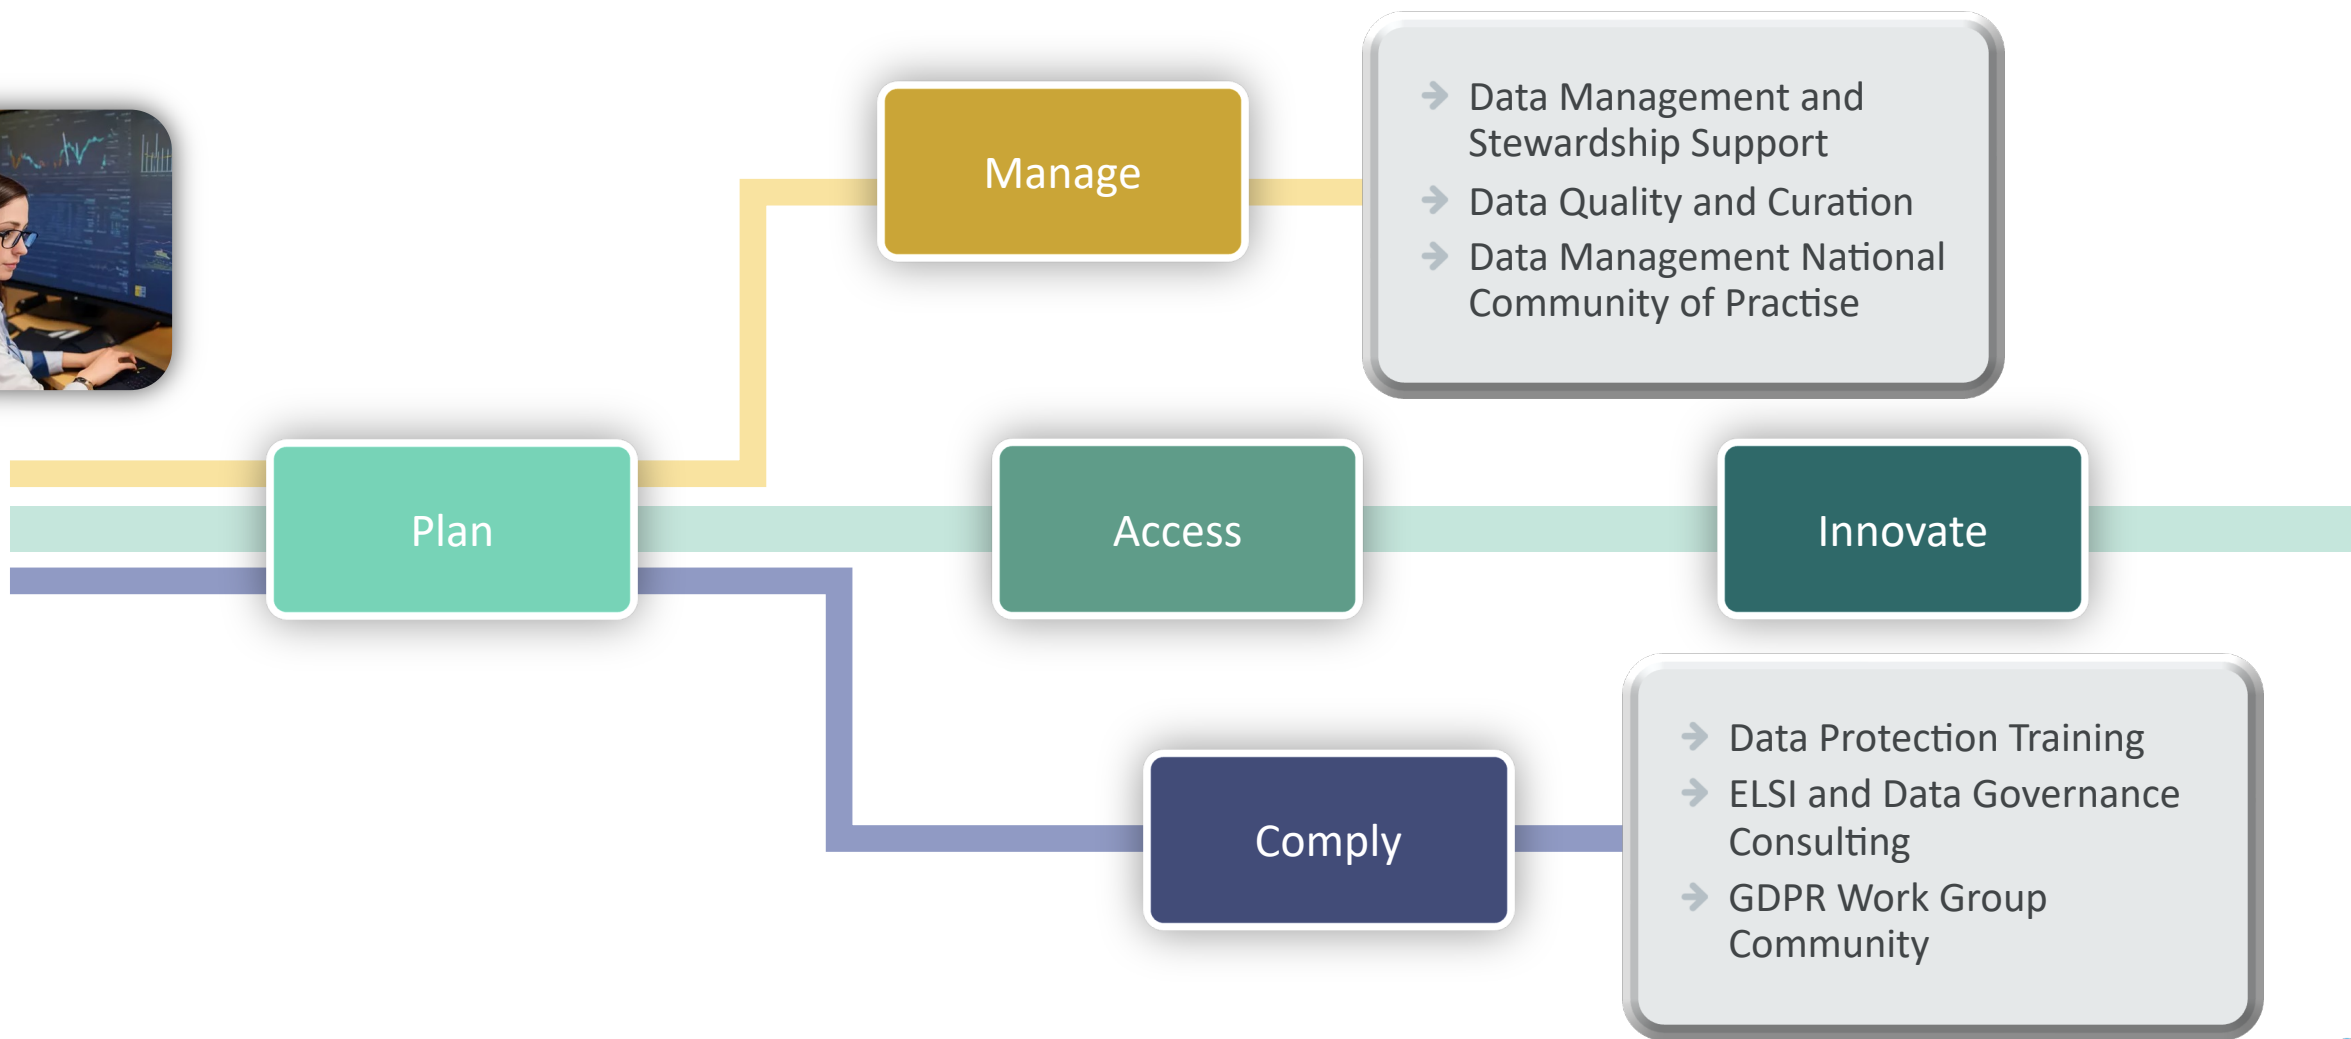 Manage
Data Management and
Stewardship Support
Data Quality and Curation
Data Management National
Community of Practise
Plan
Access
Innovate
Comply
Data Protection Training
ELSI and Data Governance
Consulting
GDPR Work Group
Community